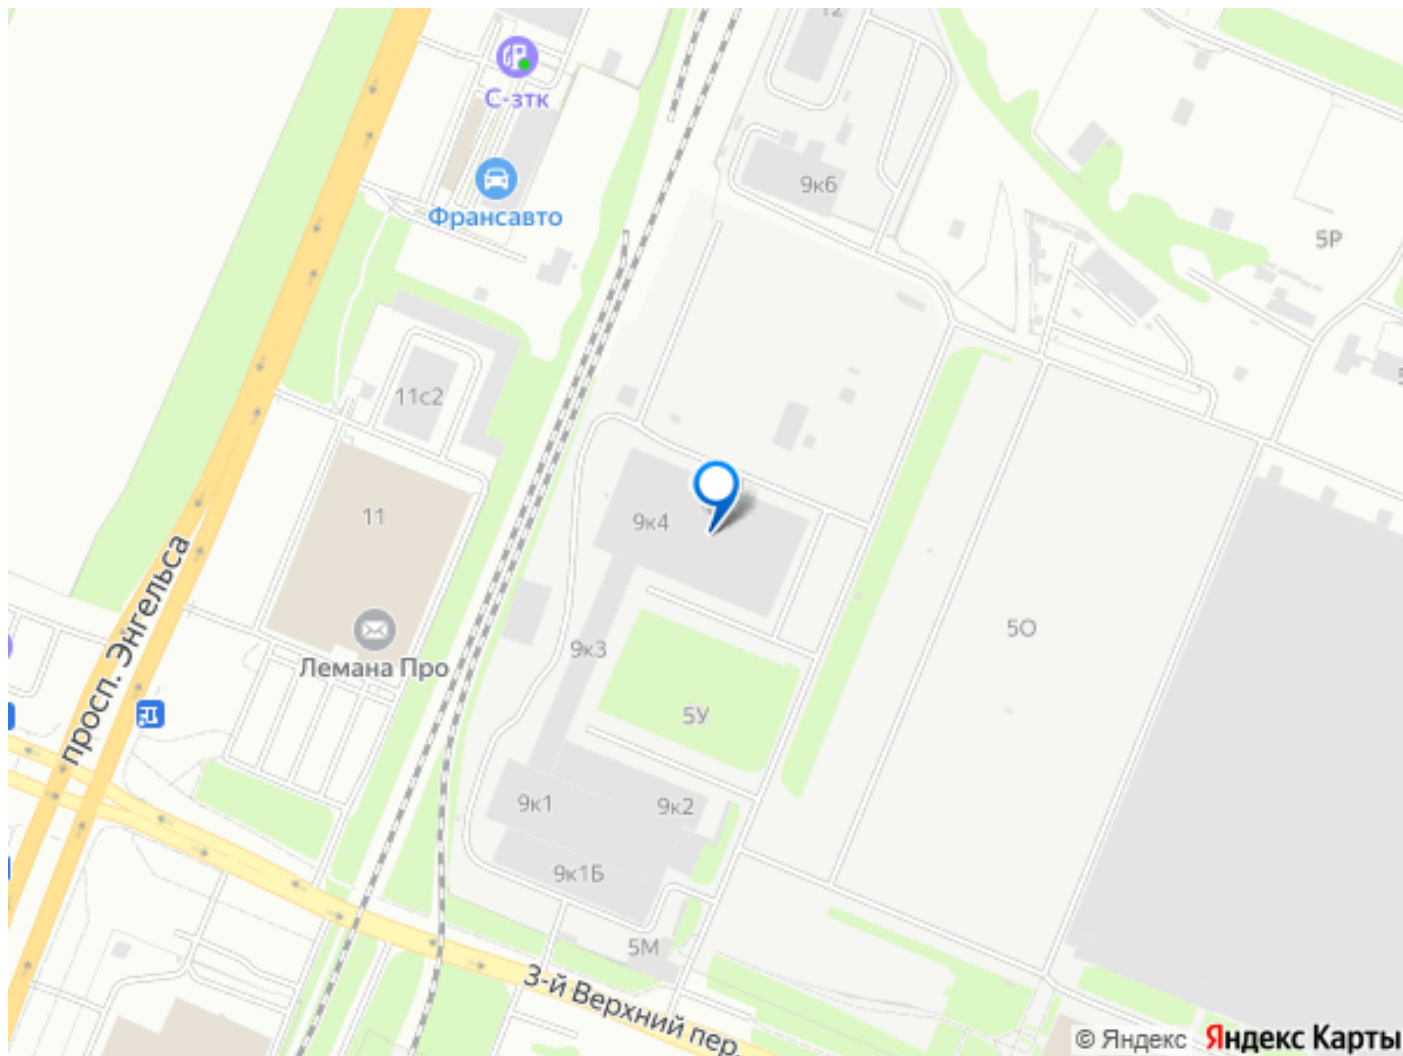 12
С-зтк
9к6
Франсавто
5Р
11с2
11
9к4
просп. Энгельса
5О
9к3
Лемана Про
5У
9к1
9к2
9к1Б
5М
3-й Верхний пер.
© Яндекс Яндекс Карты